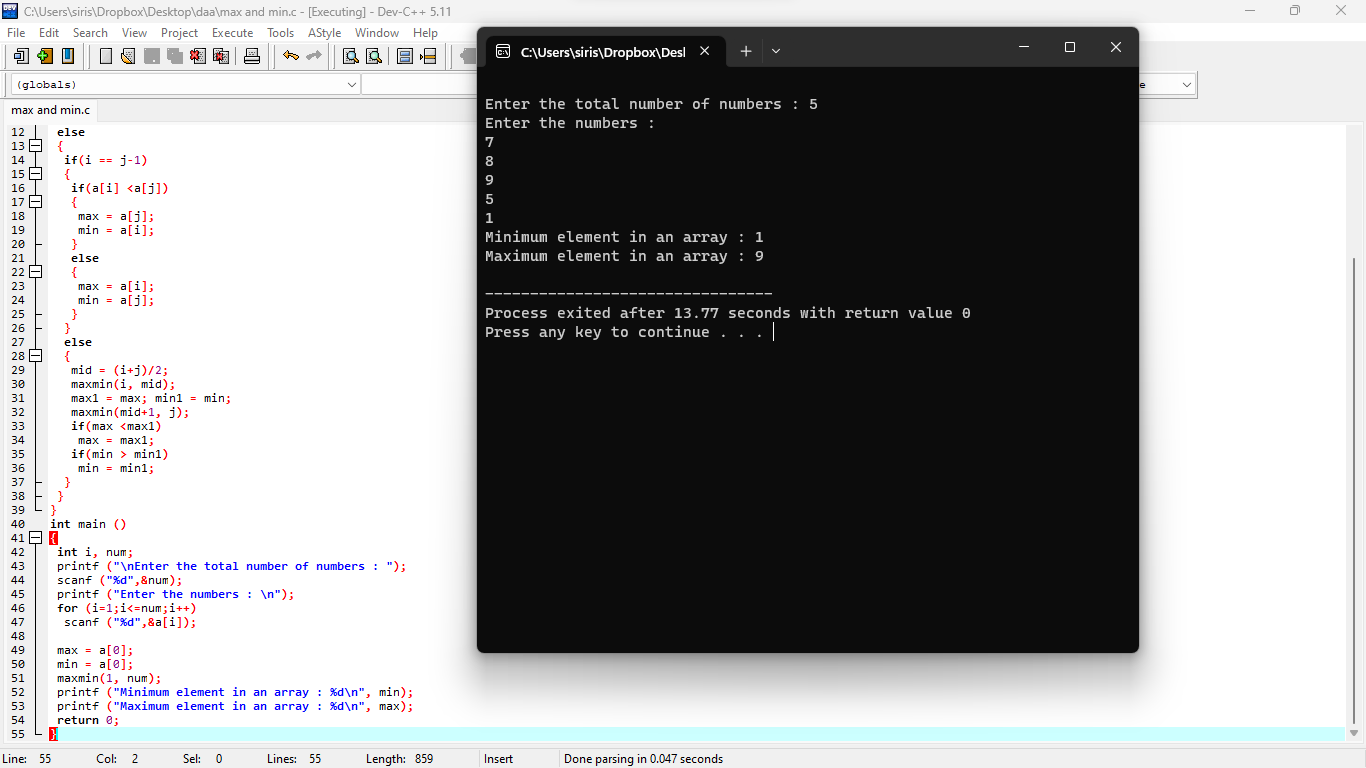 C:\Users\siris\Dropbox\Desktop\daa\max and min.c - [Executing] - Dev-C++ 5.11
File Edit Search View Project Execute Tools AStyle Window Help
(globals)
max and min.c
12 else
13 {
14 if(i == j-1)
15 {
16 if(a[i] <a[j])
17 {
18 max = a[j];
19 min = a[i];
20 }
21 else
22 {
23 max = a[i];
24 min = a[j];
25 }
26 }
27 else
28 {
29 mid = (i+j)/2;
30 maxmin(i, mid);
31 max1 = max; min1 = min;
32 maxmin(mid+1, j);
33 if(max <max1)
34 max = max1;
35 if(min > min1)
36 min = min1;
37 }
38 }
39 }
40 int main ()
41 {
42 int i, num;
43 printf ("\nEnter the total number of numbers : ");
44 scanf ("%d",&num);
45 printf ("Enter the numbers : \n");
46 for (i=1;i<=num;i++)
47 scanf ("%d",&a[i]);
48
49 max = a[0];
50 min = a[0];
51 maxmin(1, num);
52 printf ("Minimum element in an array : %d\n", min);
53 printf ("Maximum element in an array : %d\n", max);
54 return 0;
55 }
C:\Users\siris\Dropbox\Desl
Enter the total number of numbers : 5
Enter the numbers :
7
8
9
5
1
Minimum element in an array : 1
Maximum element in an array : 9
--------------------------------
Process exited after 13.77 seconds with return value 0
Press any key to continue . . .
Line: 55 Col: 2 Sel: 0 Lines: 55 Length: 859 Insert Done parsing in 0.047 seconds